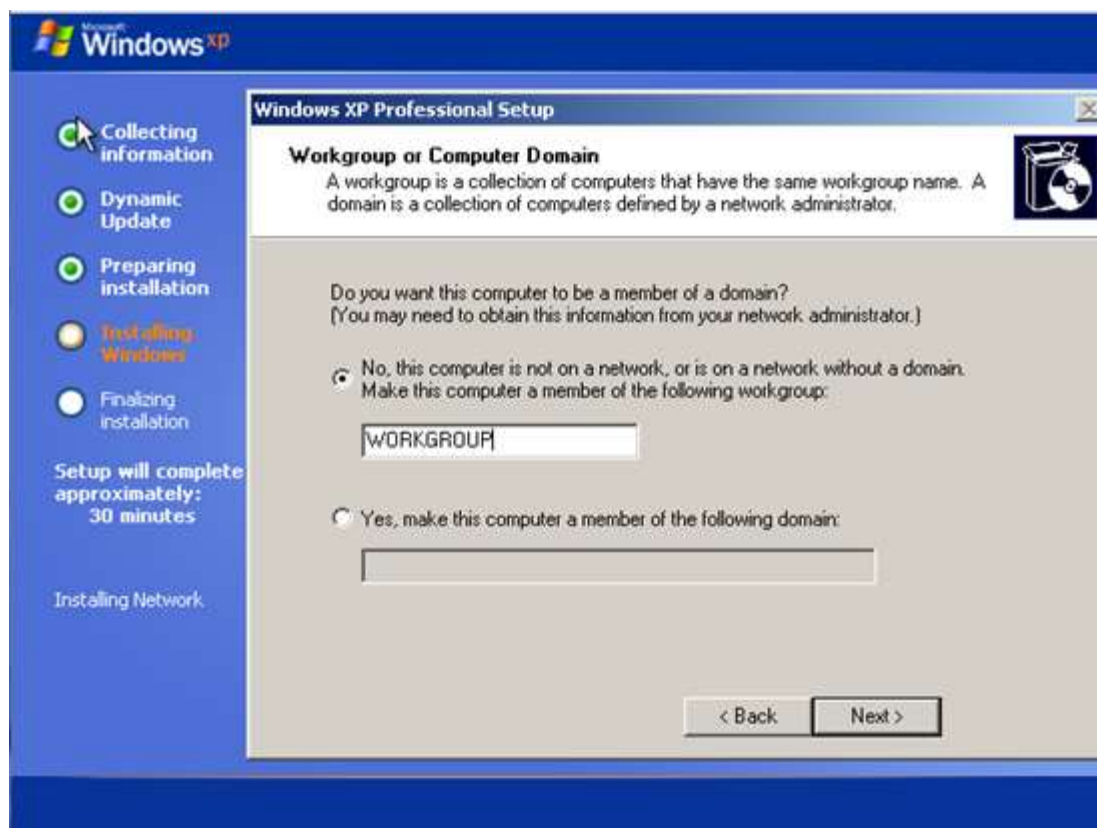 Microsoft
Windows xp
Collecting
information
Dynamic
Update
Preparing
installation
Installing
Windows
Finalizing
installation
Setup will complete
approximately:
30 minutes
Installing Network
Windows XP Professional Setup
Workgroup or Computer Domain
A workgroup is a collection of computers that have the same workgroup name. A
domain is a collection of computers defined by a network administrator.
Do you want this computer to be a member of a domain?
(You may need to obtain this information from your network administrator.)
No, this computer is not on a network, or is on a network without a domain.
Make this computer a member of the following workgroup:
WORKGROUP
Yes, make this computer a member of the following domain:
< Back
Next >